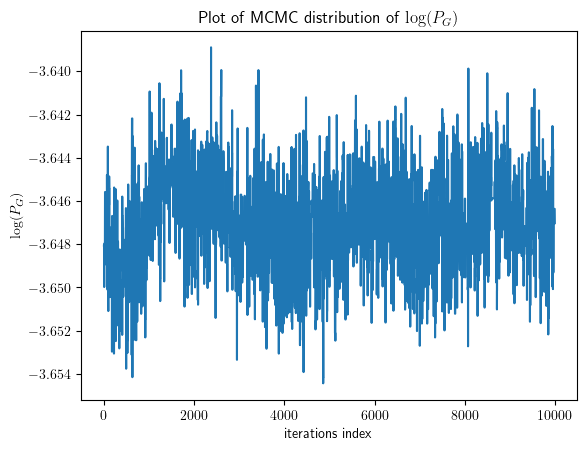 Plot of MCMC distribution of log(P_G)
−3.640
−3.642
−3.644
−3.646
−3.648
−3.650
−3.652
−3.654
log(P_G)
0 2000 4000 6000 8000 10000
iterations index